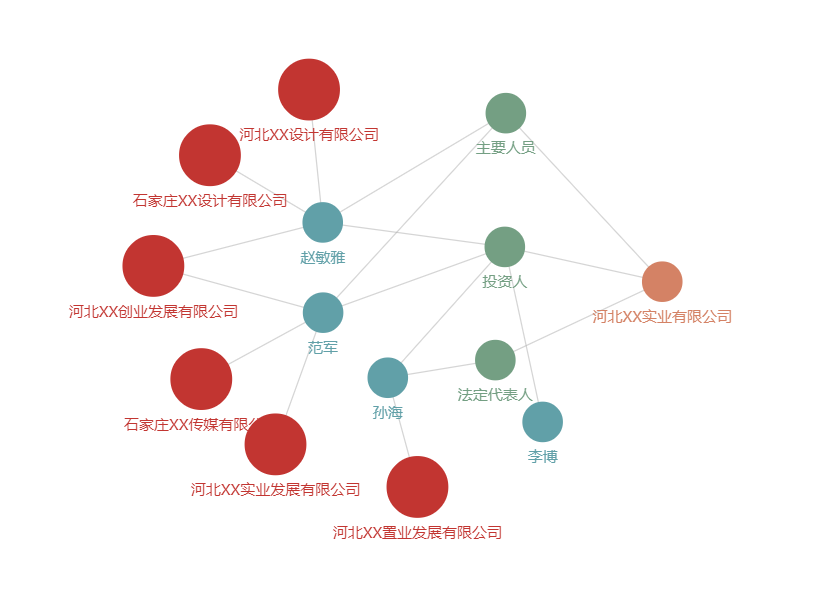 河北XX设计有限公司
主要人员
石家庄XX设计有限公司
赵敏雅
投资人
河北XX创业发展有限公司
河北XX实业有限公司
范军
法定代表人
孙海
石家庄XX传媒有限
李博
河北XX实业发展有限公司
河北XX置业发展有限公司